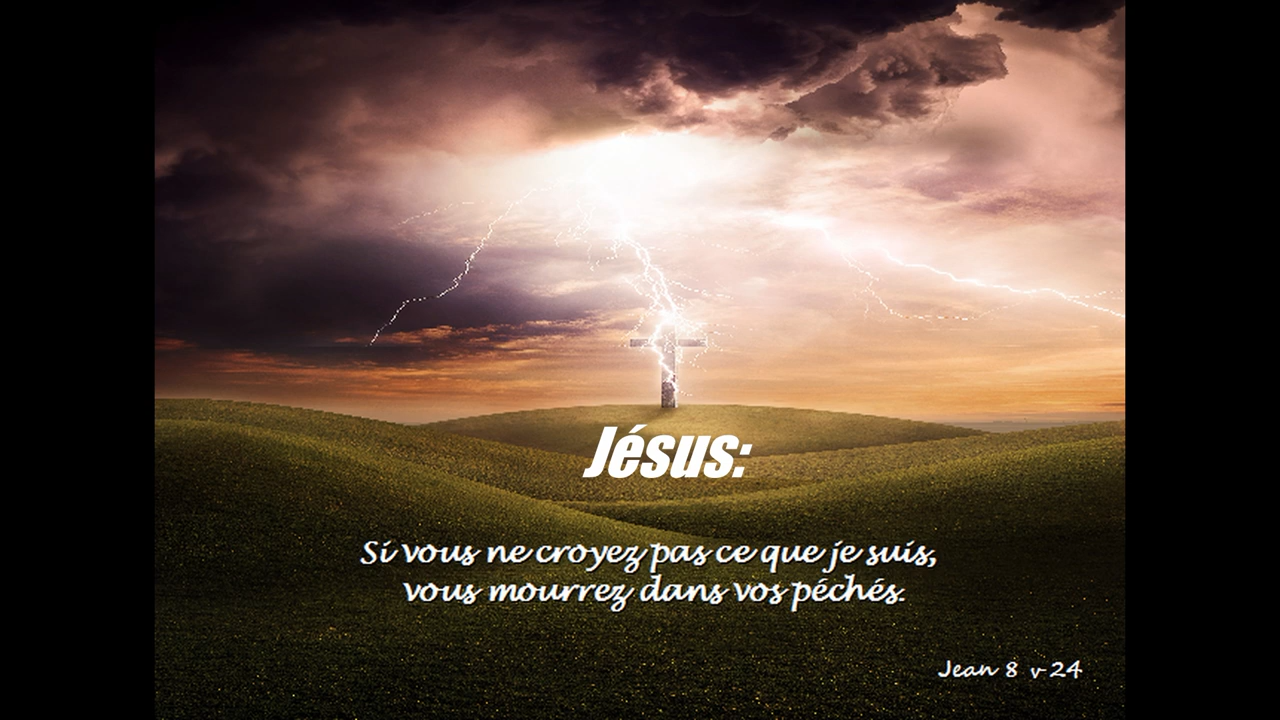 Jésus:
Si vous ne croyez pas ce que je suis,
vous mourrez dans vos péchés.
Jean 8 v 24